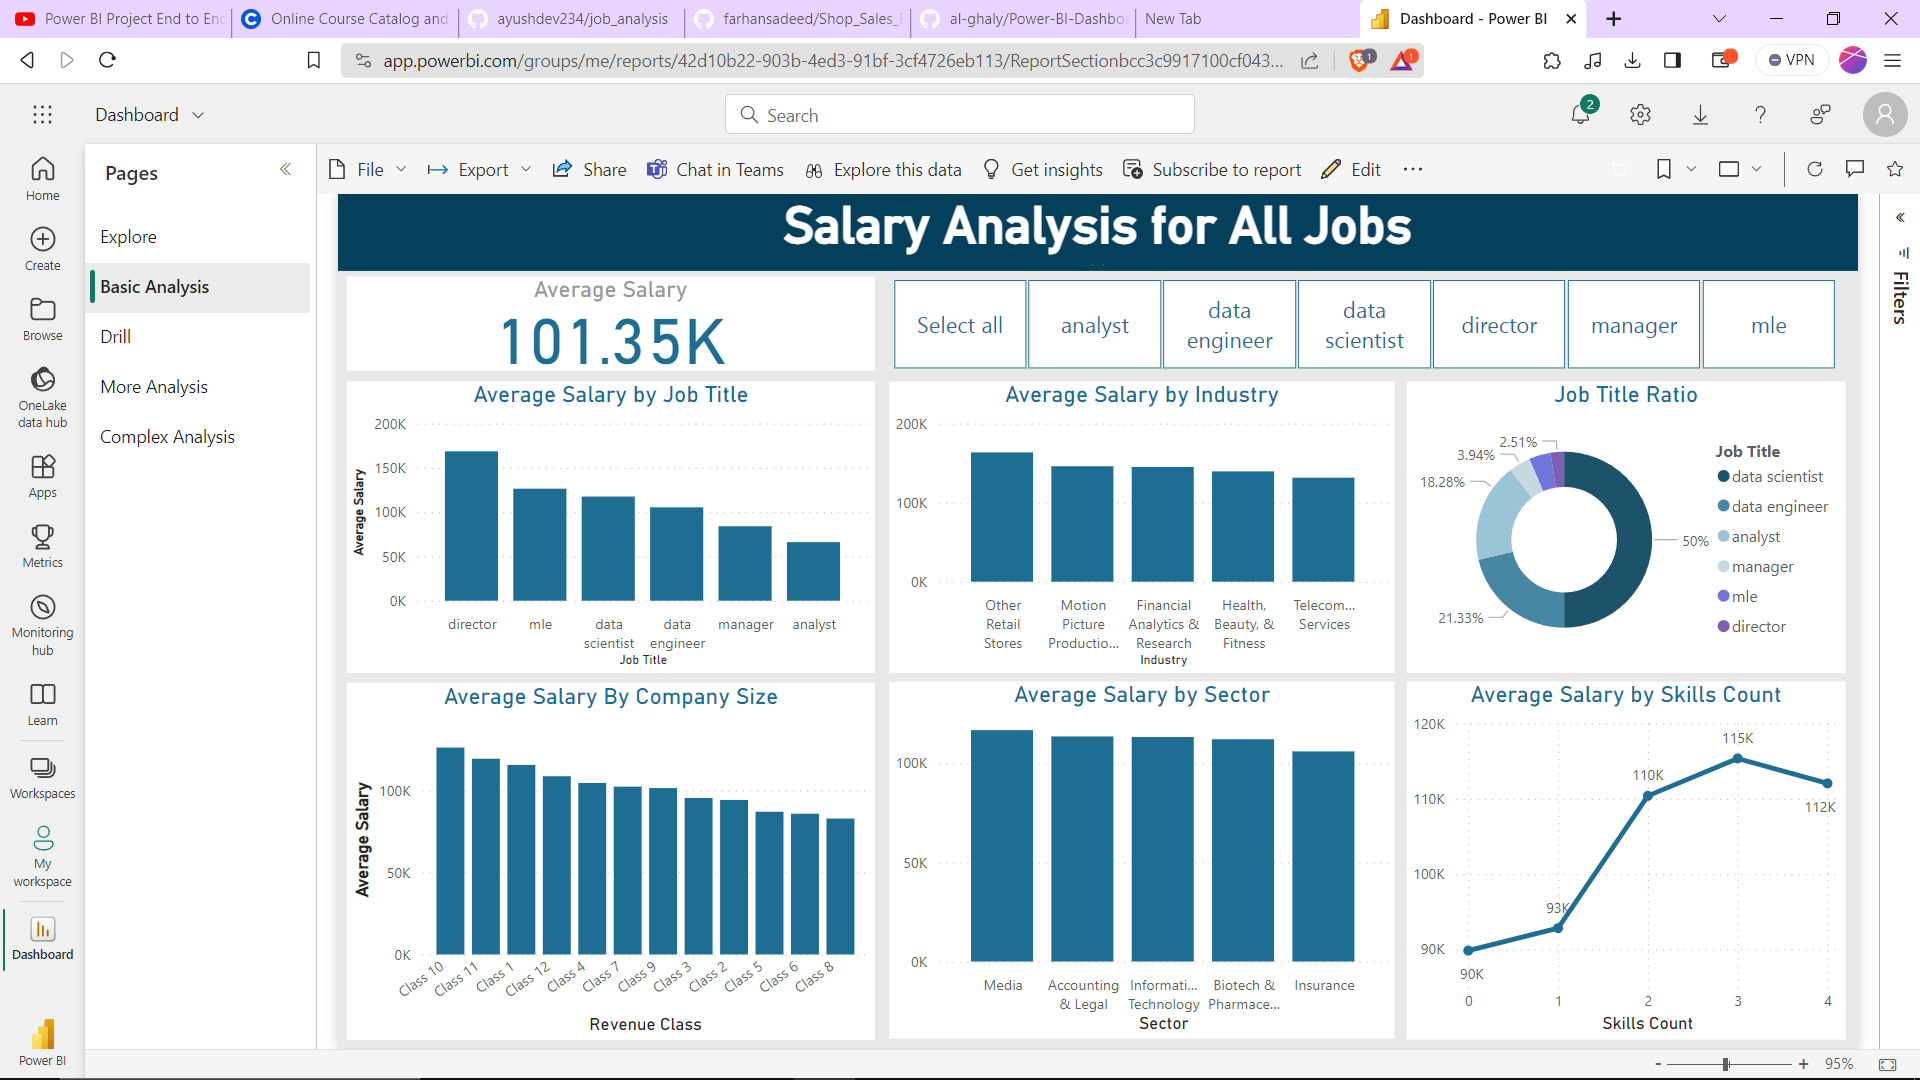 Power BI Project End to End
Online Course Catalog and
ayushdev234/job_analysis
farhansadeed/Shop_Sales_
al-ghaly/Power-BI-Dashboa
New Tab
Dashboard - Power BI
app.powerbi.com/groups/me/reports/42d10b22-903b-4ed3-91bf-3cf4726eb113/ReportSectionbcc3c9917100cf043...
1
1
VPN
Dashboard
Search
2
Home
Create
Browse
OneLake
data hub
Apps
Metrics
Monitoring
hub
Learn
Workspaces
My
workspace
Dashboard
Power BI
Pages
Explore
Basic Analysis
Drill
More Analysis
Complex Analysis
File
Export
Share
Chat in Teams
Explore this data
Get insights
Subscribe to report
Edit
Filters
Salary Analysis for All Jobs
Average Salary
101.35K
Select all
analyst
data
engineer
data
scientist
director
manager
mle
Average Salary by Job Title
Average Salary
200K
150K
100K
50K
0K
director
mle
data
scientist
data
engineer
manager
analyst
Job Title
Average Salary by Industry
200K
100K
0K
Other
Retail
Stores
Motion
Picture
Productio...
Financial
Analytics &
Research
Health,
Beauty, &
Fitness
Telecom...
Services
Industry
Job Title Ratio
2.51%
3.94%
18.28%
21.33%
50%
Job Title
data scientist
data engineer
analyst
manager
mle
director
Average Salary By Company Size
Average Salary
100K
50K
0K
Class 10
Class 11
Class 1
Class 12
Class 4
Class 7
Class 9
Class 3
Class 2
Class 5
Class 6
Class 8
Revenue Class
Average Salary by Sector
100K
50K
0K
Media
Accounting
& Legal
Informati...
Technology
Biotech &
Pharmace...
Insurance
Sector
Average Salary by Skills Count
120K
110K
100K
90K
90K
93K
110K
115K
112K
0
1
2
3
4
Skills Count
- + 95%